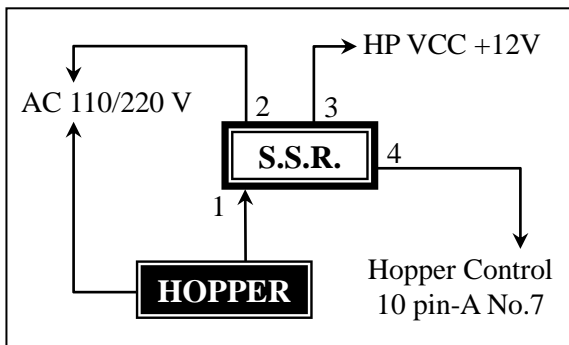 HP VCC +12V
AC 110/220 V
2
3
S.S.R.
4
1
HOPPER
Hopper Control
10 pin-A No.7